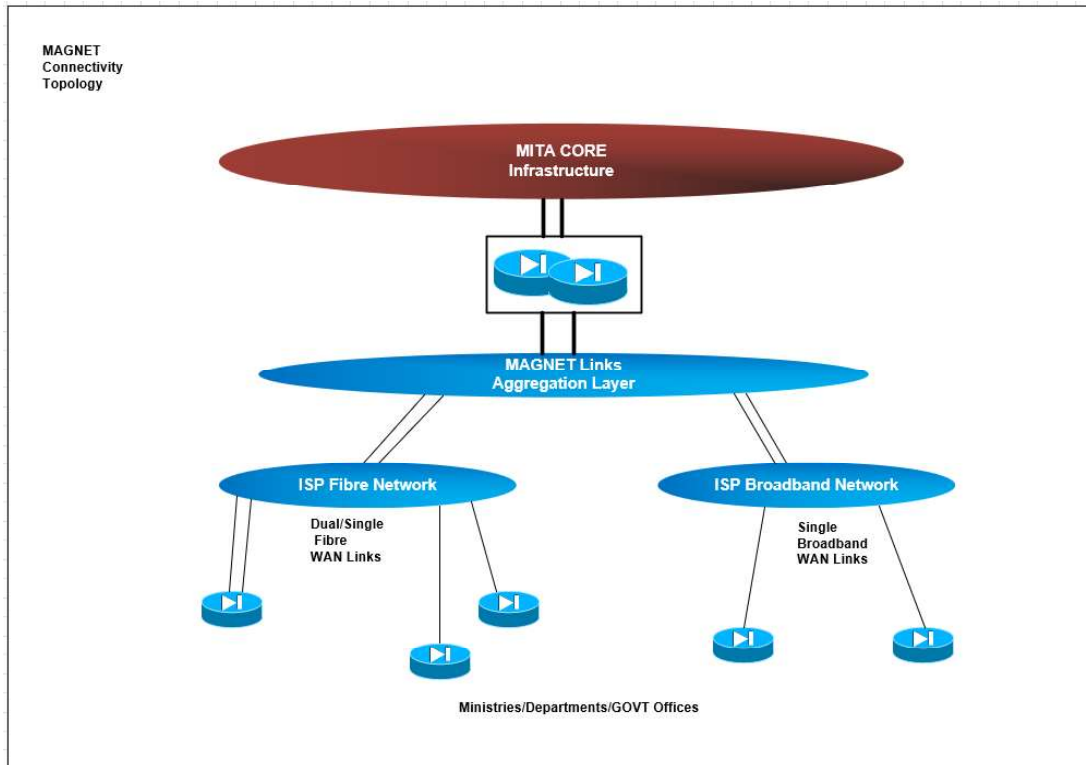 MAGNET
Connectivity
Topology
MITA CORE
Infrastructure
MAGNET Links
Aggregation Layer
ISP Fibre Network
ISP Broadband Network
Dual/Single
Fibre
WAN Links
Single
Broadband
WAN Links
Ministries/Departments/GOVT Offices